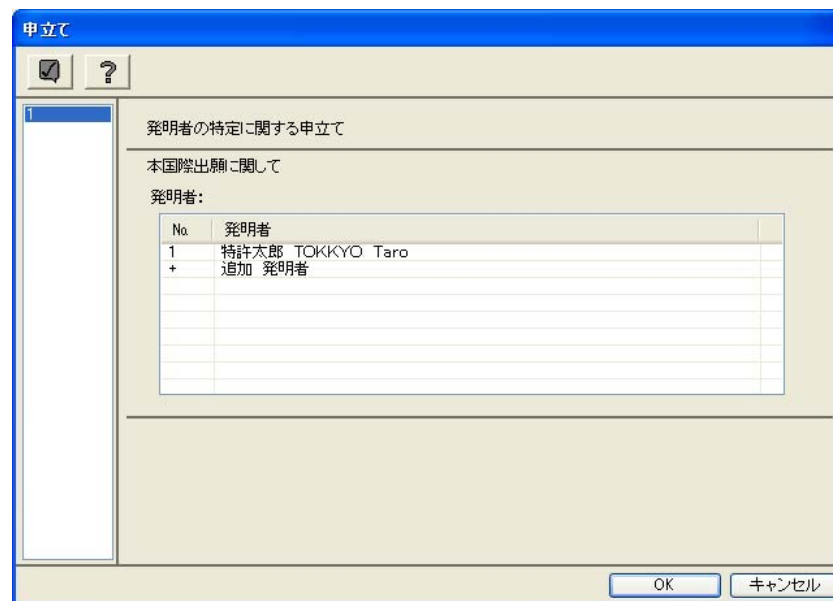 申立て
?
1
発明者の特定に関する申立て
本国際出願に関して
発明者:
No. 発明者
1 特許太郎 TOKKYO Taro
+ 追加 発明者
OK キャンセル